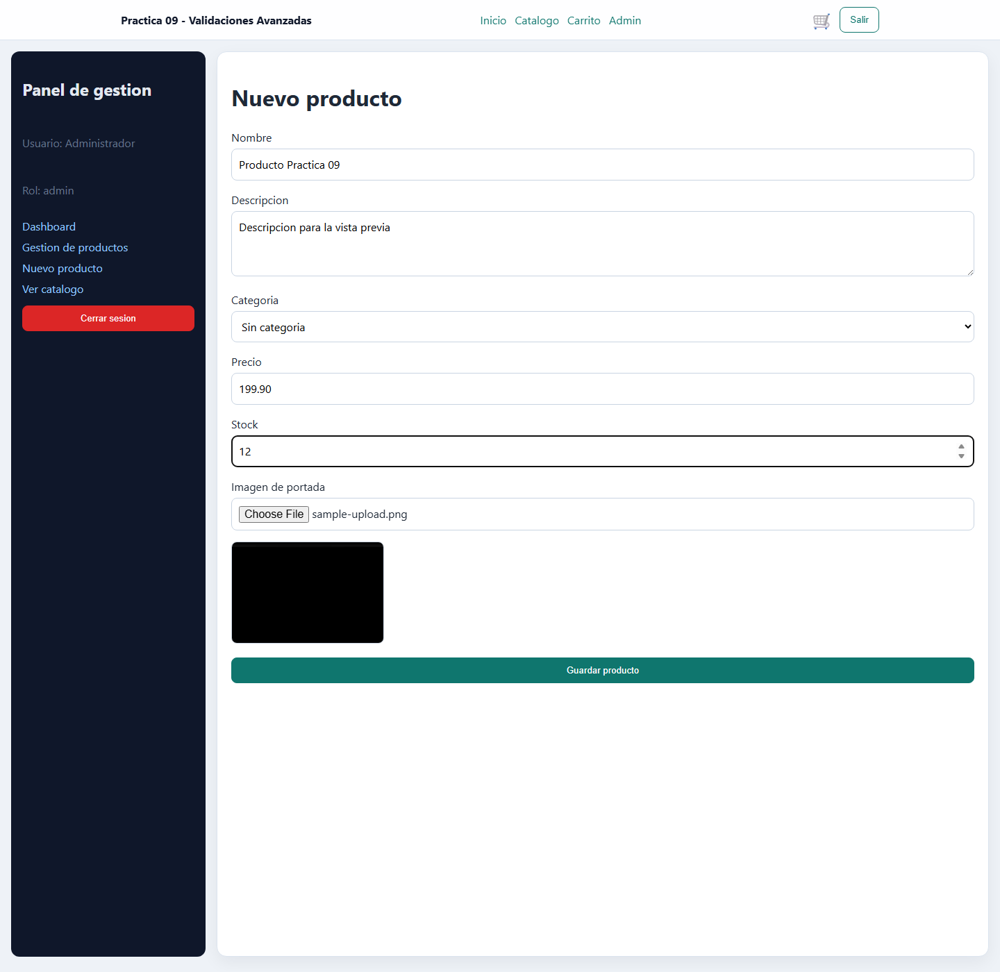 Practica 09 - Validaciones Avanzadas
Inicio Catalogo Carrito Admin
Salir
Panel de gestion
Usuario: Administrador
Rol: admin
Dashboard
Gestion de productos
Nuevo producto
Ver catalogo
Cerrar sesion
Nuevo producto
Nombre
Producto Practica 09
Descripcion
Descripcion para la vista previa
Categoria
Sin categoria
Precio
199.90
Stock
12
Imagen de portada
Choose File sample-upload.png
Guardar producto